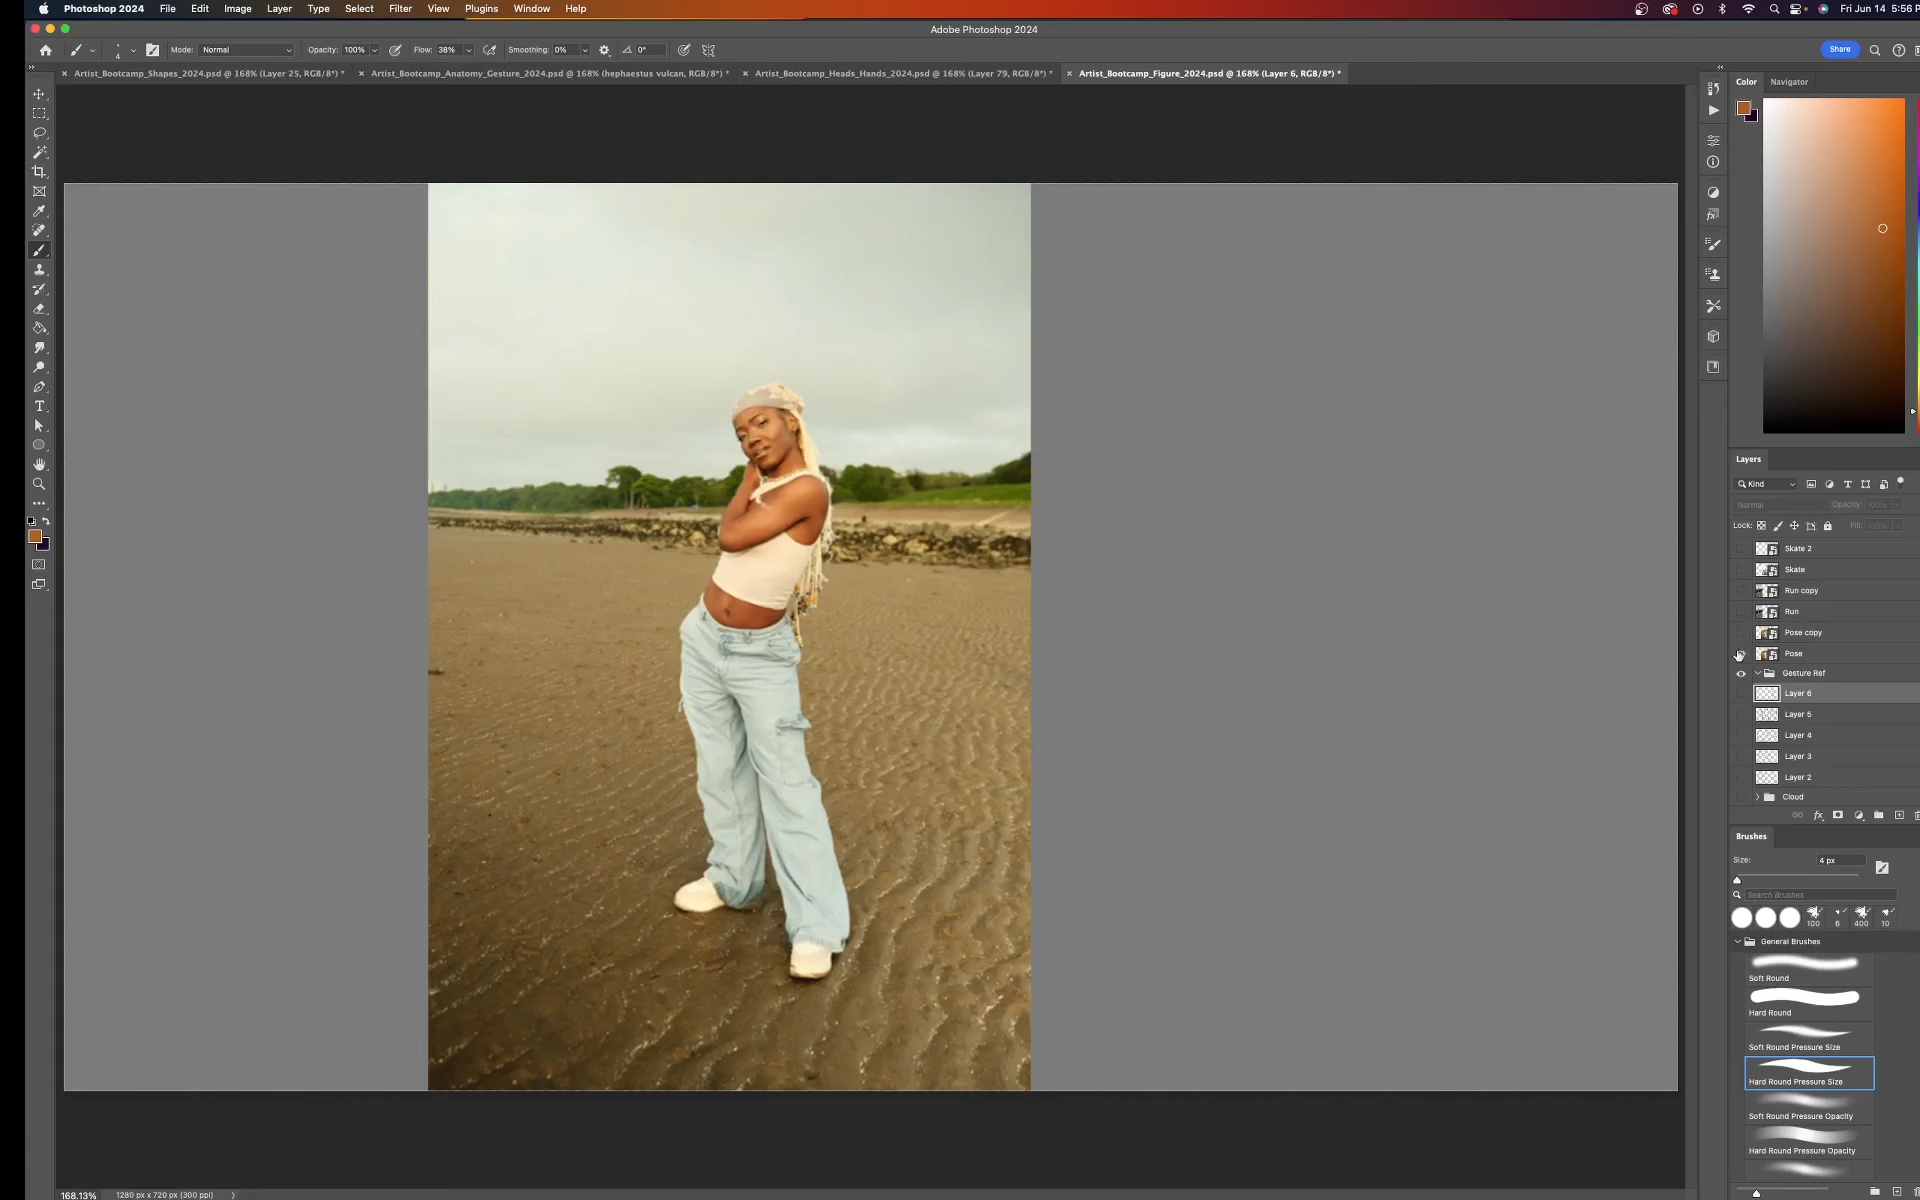 Photoshop 2024 File Edit Image Layer Type Select Filter View Plugins Window Help Fri Jun 14 5:56 P
Adobe Photoshop 2024
4 Mode: Normal Opacity: 100% Flow: 38% Smoothing: 0% 0° Share
Artist_Bootcamp_Shapes_2024.psd @ 168% (Layer 25, RGB/8*) * Artist_Bootcamp_Anatomy_Gesture_2024.psd @ 168% (hephaestus vulcan, RGB/8*) * Artist_Bootcamp_Heads_Hands_2024.psd @ 168% (Layer 79, RGB/8*) * Artist_Bootcamp_Figure_2024.psd @ 168% (Layer 6, RGB/8*) *
Color Navigator
Layers
Kind
Normal Opacity: 100%
Lock: Fill: 100%
Skate 2
Skate
Run copy
Run
Pose copy
Pose
Gesture Ref
Layer 6
Layer 5
Layer 4
Layer 3
Layer 2
Cloud
Brushes
Size: 4 px
Search Brushes
100 6 400 10
General Brushes
Soft Round
Hard Round
Soft Round Pressure Size
Hard Round Pressure Size
Soft Round Pressure Opacity
Hard Round Pressure Opacity
168.13% 1280 px x 720 px (300 ppi)